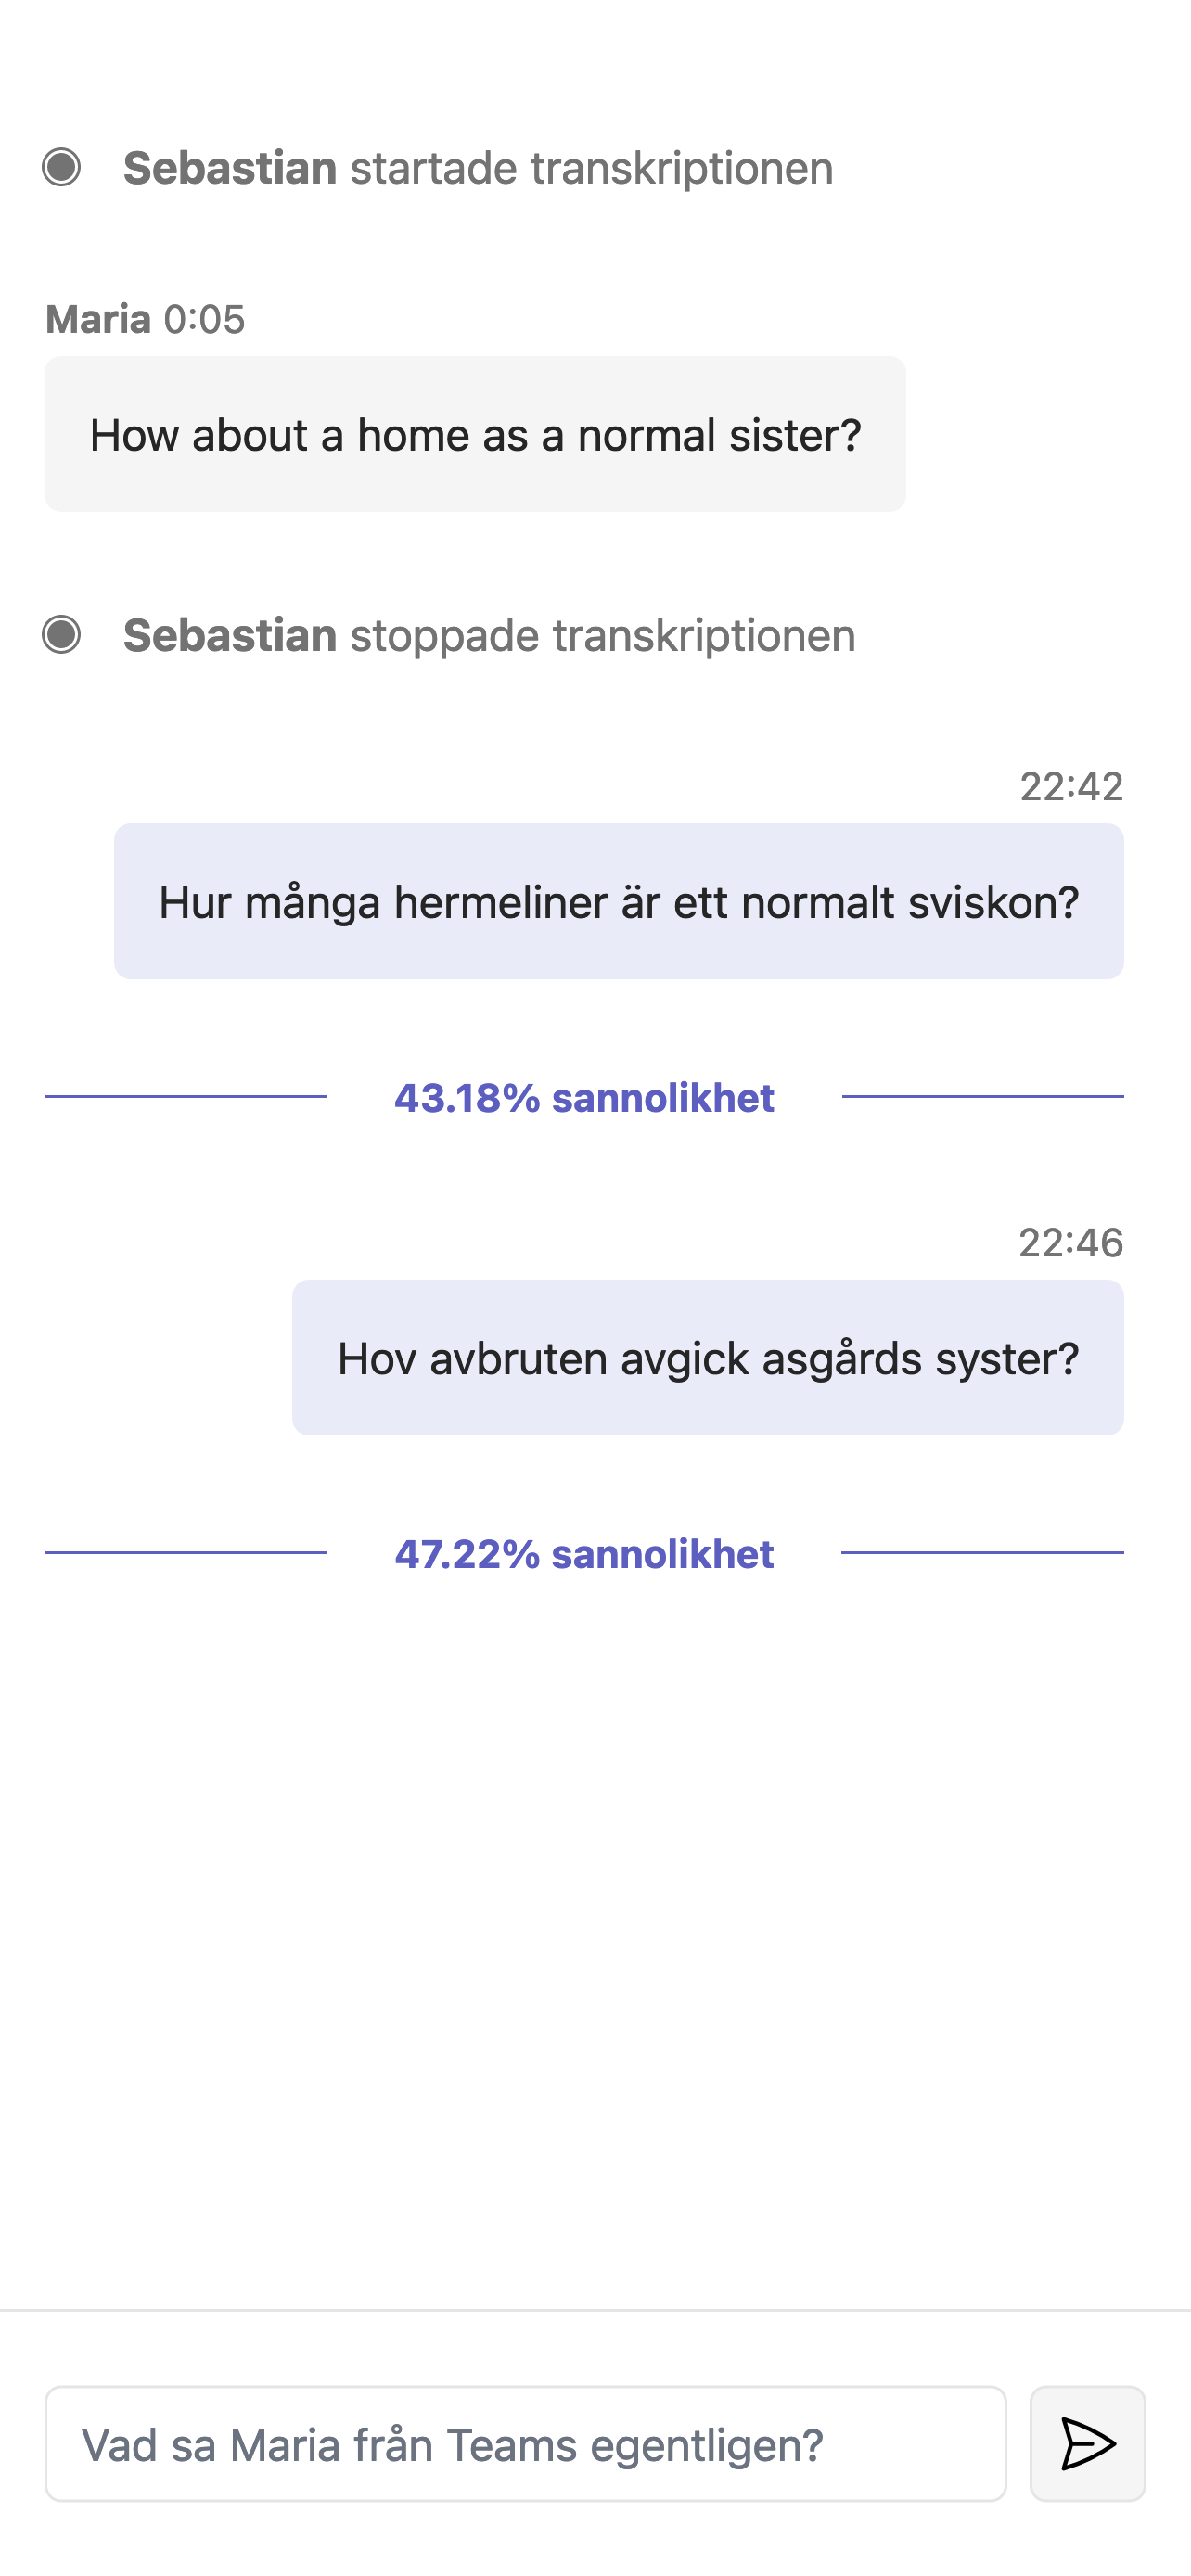 Sebastian startade transkriptionen
Maria 0:05
How about a home as a normal sister?
Sebastian stoppade transkriptionen
22:42
Hur många hermeliner är ett normalt sviskon?
43.18% sannolikhet
22:46
Hov avbruten avgick asgårds syster?
47.22% sannolikhet
Vad sa Maria från Teams egentligen?